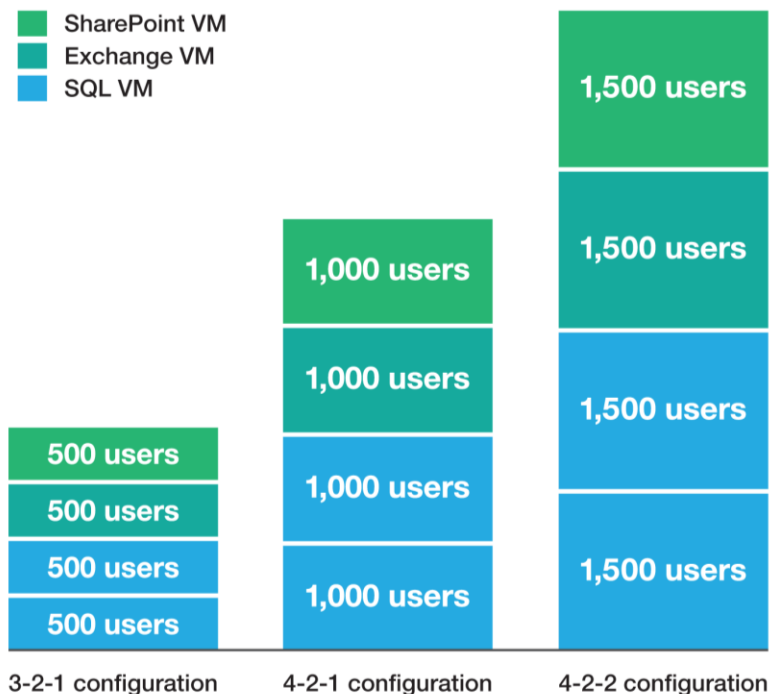 SharePoint VM
Exchange VM
SQL VM
500 users
500 users
500 users
500 users
1,000 users
1,000 users
1,000 users
1,000 users
1,500 users
1,500 users
1,500 users
1,500 users
3-2-1 configuration
4-2-1 configuration
4-2-2 configuration